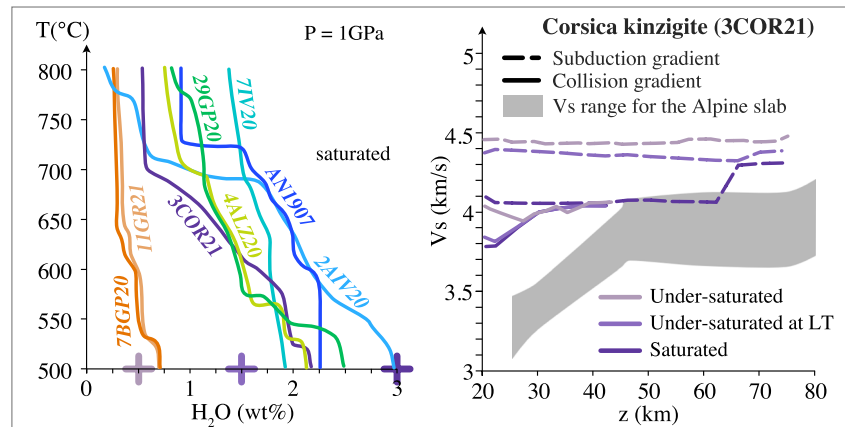 T(°C)
P = 1GPa
800
700
600
550
500
0
1
2
3
H₂O (wt%)
saturated
7BGP20
11GR21
3COR21
4ALZ20
29GP20
7IV20
AN1907
2AIV20
Corsica kinzigite (3COR21)
Subduction gradient
Collision gradient
Vs range for the Alpine slab
Vs (km/s)
5
4.5
4
3.5
3
Under-saturated
Under-saturated at LT
Saturated
20
30
40
50
60
70
80
z (km)